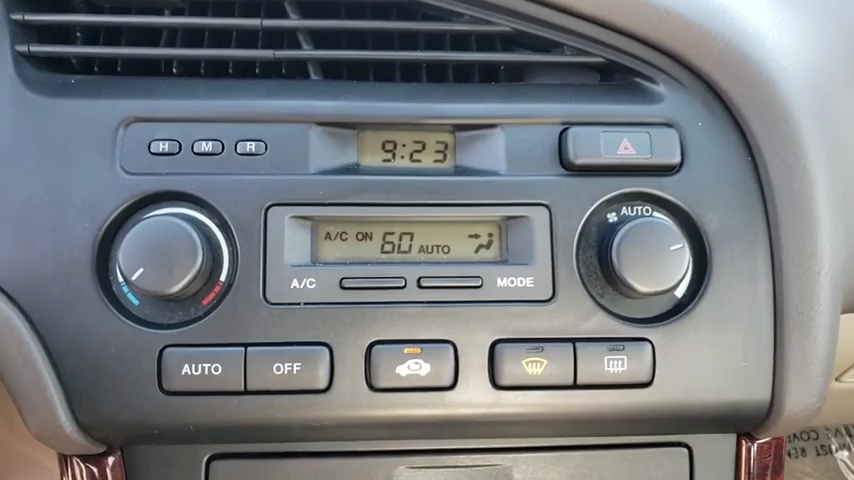 H M R
9:23
AUTO
A/C ON 60 AUTO
A/C MODE
AUTO OFF